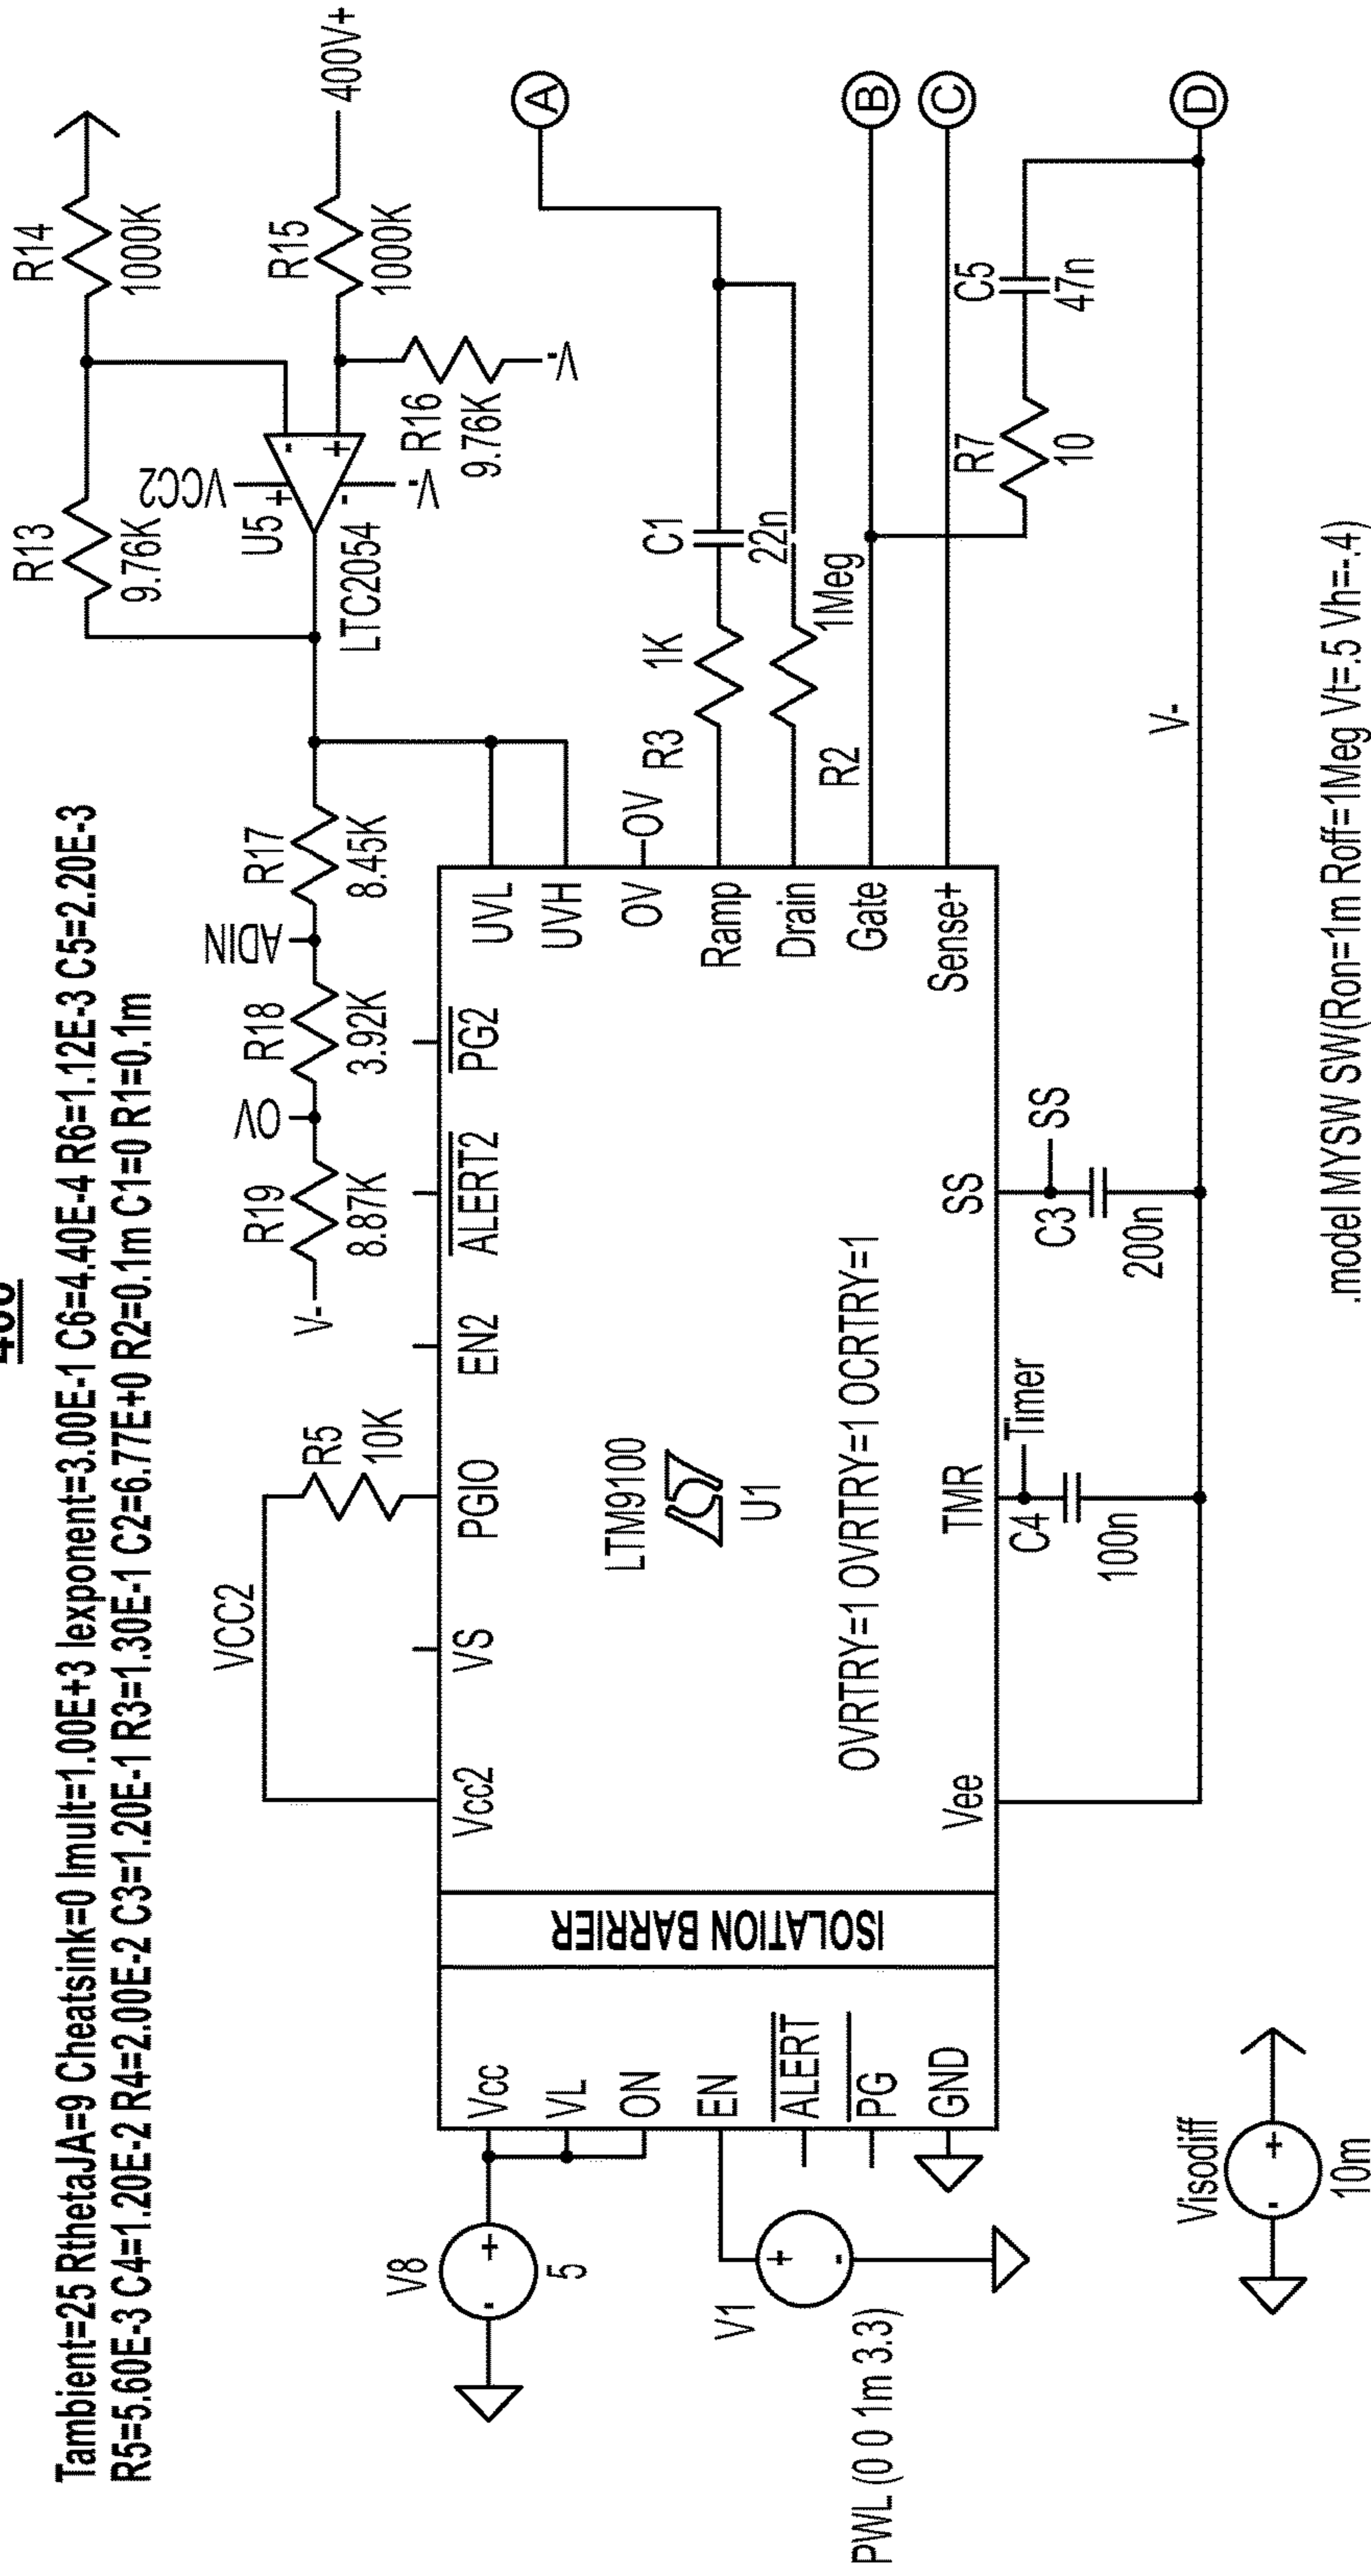 400
Tambient=25 RthetaJA=9 Cheatsink=0 Imult=1.00E+3 Iexponent=3.00E-1 C6=4.40E-4 R6=1.12E-3 C5=2.20E-3
R5=5.60E-3 C4=1.20E-2 R4=2.00E-2 C3=1.20E-1 R3=1.30E-1 C2=6.77E+0 R2=0.1m C1=0 R1=0.1m
R13
9.76K
R14
1000K
VCC2
U5
+
-
-
+
V-
LTC2054
R15
1000K
400V+
R16
9.76K
V-
VCC2
R5
10K
V-
R19
8.87K
OV
R18
3.92K
ADIN
R17
8.45K
V8
+
-
5
V1
+
-
PWL (0 0 1m 3.3)
Vcc
VL
ON
EN
ALERT
PG
GND
ISOLATION BARRIER
Vcc2
VS
PGIO
EN2
ALERT2
PG2
UVL
UVH
OV
OV
Ramp
Drain
Gate
Sense+
LTM9100
U1
OVRTRY=1 OVRTRY=1 OCRTRY=1
Vee
TMR
SS
Timer
C4
100n
SS
C3
200n
R3
1K
C1
22n
R2
1Meg
A
B
C
D
R7
10
C5
47n
V-
Visodiff
-
+
10m
.model MYSW SW(Ron=1m Roff=1Meg Vt=.5 Vh=-.4)